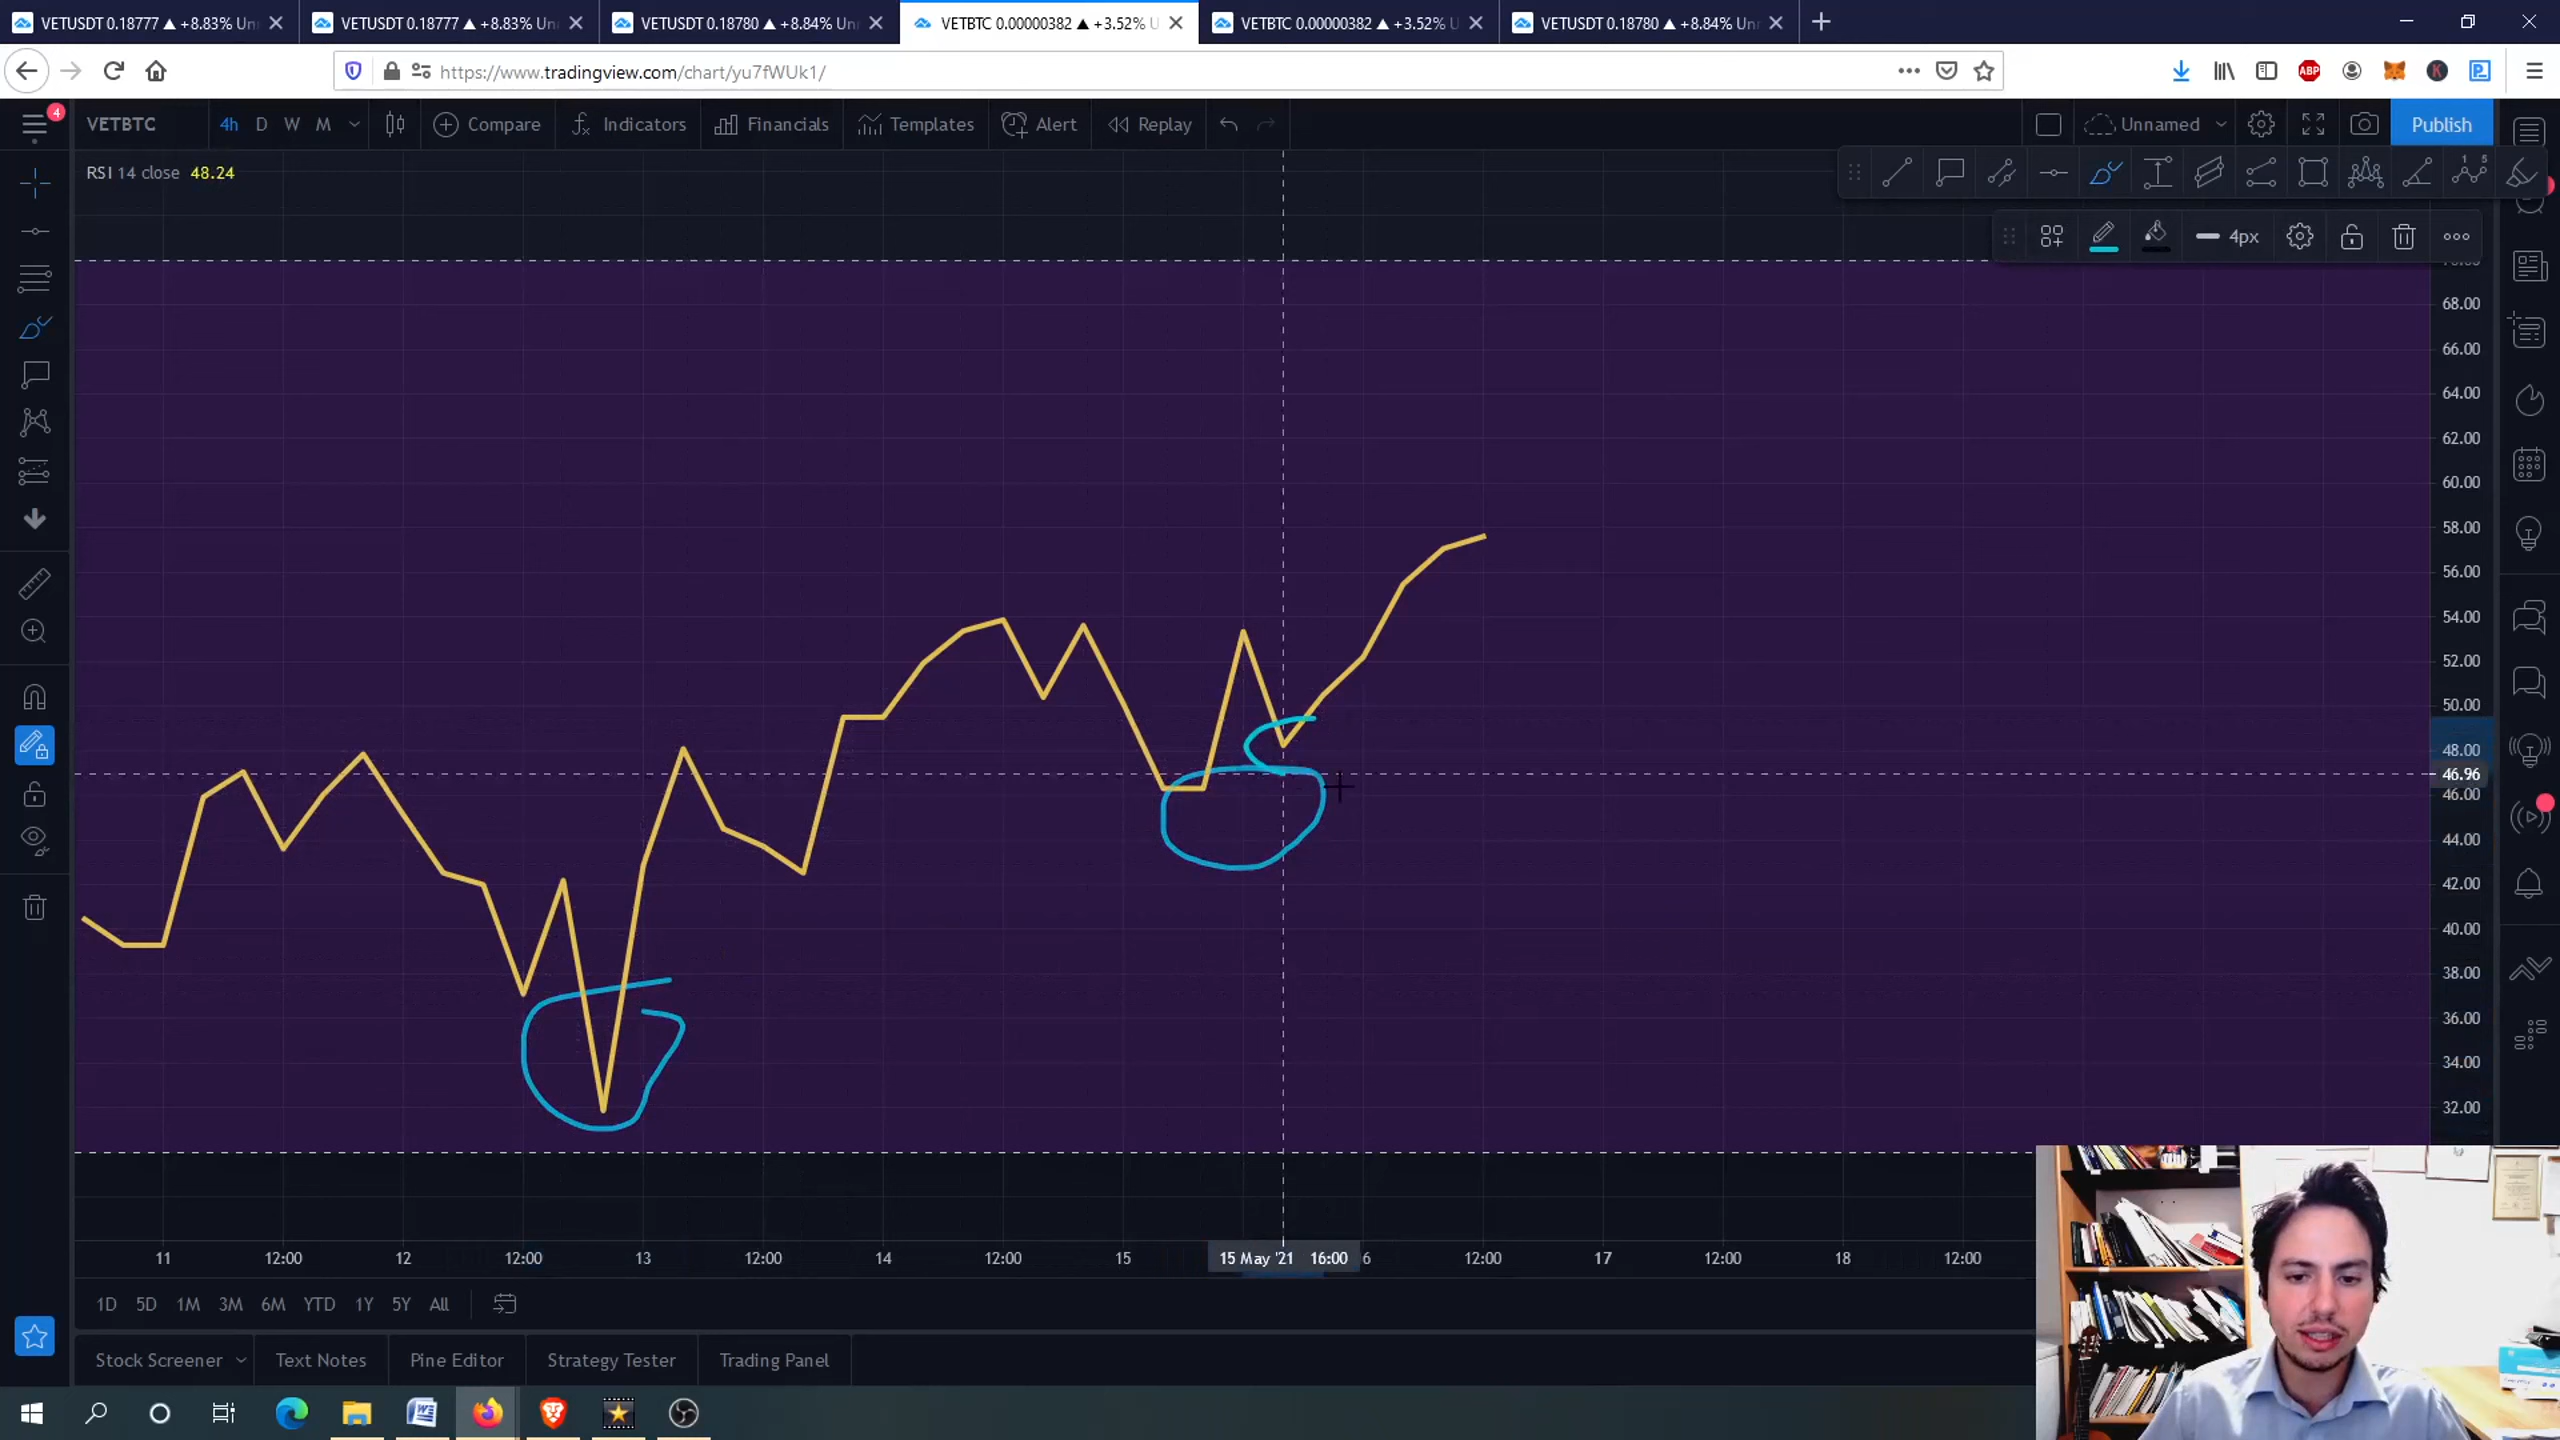 VETUSDT 0.18777 ▲ +8.83% Un
VETUSDT 0.18777 ▲ +8.83% Un
VETUSDT 0.18780 ▲ +8.84% Un
VETBTC 0.00000382 ▲ +3.52% U
VETBTC 0.00000382 ▲ +3.52% U
VETUSDT 0.18780 ▲ +8.84% Un
https://www.tradingview.com/chart/yu7fWUk1/
ABP
K
4
VETBTC
4h D W M
Compare
Indicators
Financials
Templates
Alert
Replay
Unnamed
Publish
RSI 14 close 48.24
4px
68.00
66.00
64.00
62.00
60.00
58.00
56.00
54.00
52.00
50.00
48.00
46.96
46.00
44.00
42.00
40.00
38.00
36.00
34.00
32.00
11 12:00 12 12:00 13 12:00 14 12:00 15 15 May '21 16:00 6 12:00 17 12:00 18 12:00
1D 5D 1M 3M 6M YTD 1Y 5Y All
Stock Screener Text Notes Pine Editor Strategy Tester Trading Panel